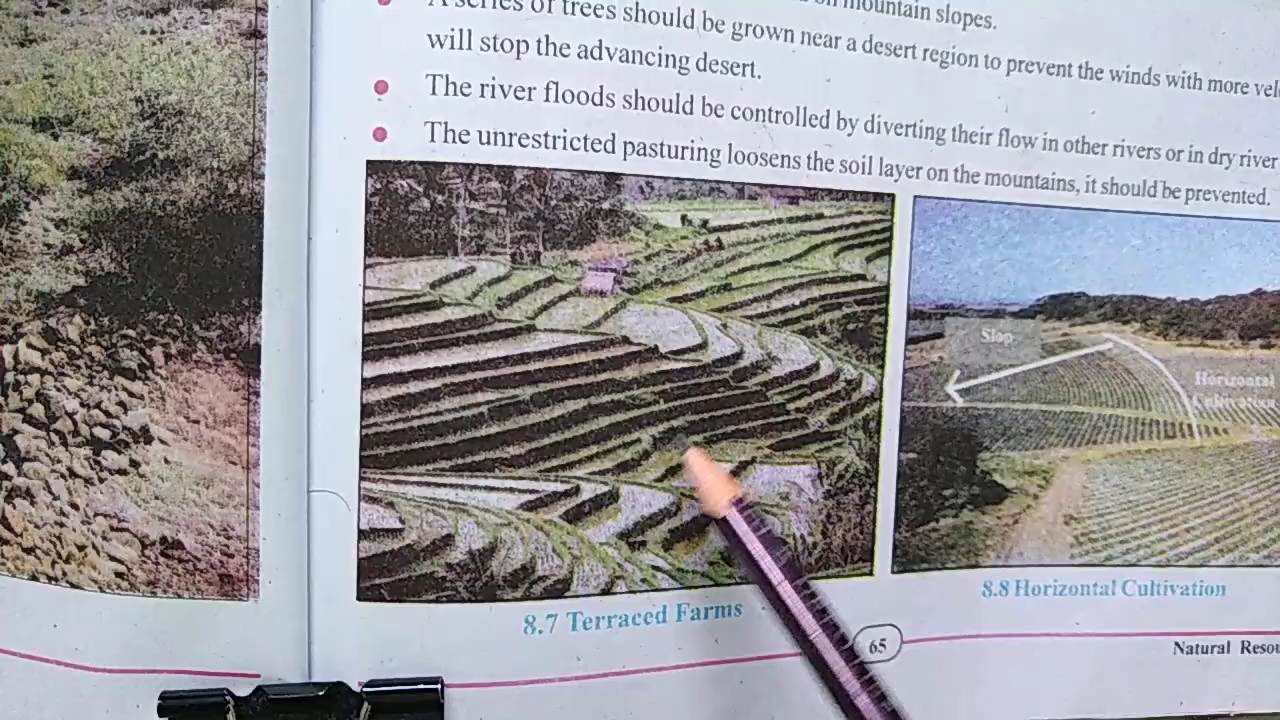 mountain slopes.
A series of trees should be grown near a desert region to prevent the winds with more
will stop the advancing desert.
The river floods should be controlled by diverting their flow in other rivers or in dry river
The unrestricted pasturing loosens the soil layer on the mountains, it should be prevented.
Slop
Horizontal
Cultivation
8.7 Terraced Farms
8.8 Horizontal Cultivation
65
Natural